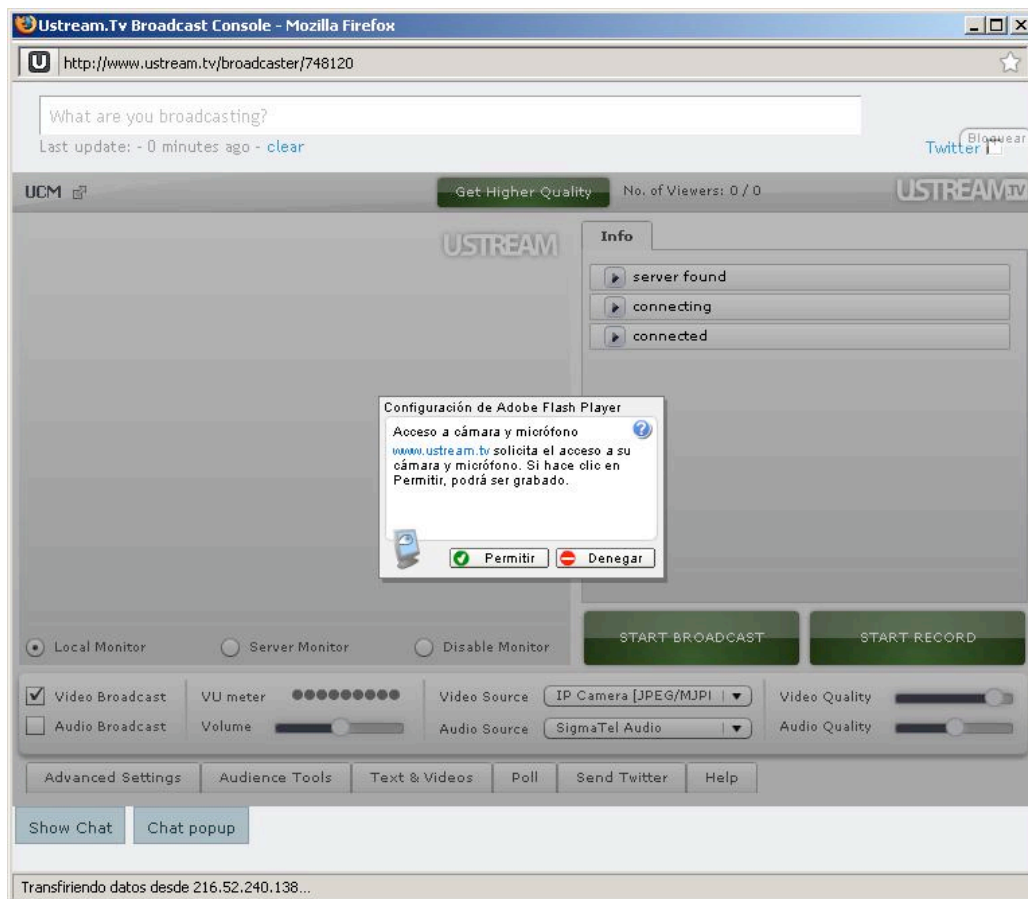 Ustream.Tv Broadcast Console - Mozilla Firefox
http://www.ustream.tv/broadcaster/748120
What are you broadcasting?
Last update: - 0 minutes ago - clear
Bloquear
Twitter
UCM
Get Higher Quality
No. of Viewers: 0 / 0
USTREAM.TV
USTREAM
Info
server found
connecting
connected
Configuración de Adobe Flash Player
Acceso a cámara y micrófono
www.ustream.tv solicita el acceso a su
cámara y micrófono. Si hace clic en
Permitir, podrá ser grabado.
Permitir
Denegar
START BROADCAST
START RECORD
Local Monitor
Server Monitor
Disable Monitor
Video Broadcast
VU meter
Video Source
IP Camera [JPEG/MJPI
Video Quality
Audio Broadcast
Volume
Audio Source
SigmaTel Audio
Audio Quality
Advanced Settings
Audience Tools
Text & Videos
Poll
Send Twitter
Help
Show Chat
Chat popup
Transfiriendo datos desde 216.52.240.138...